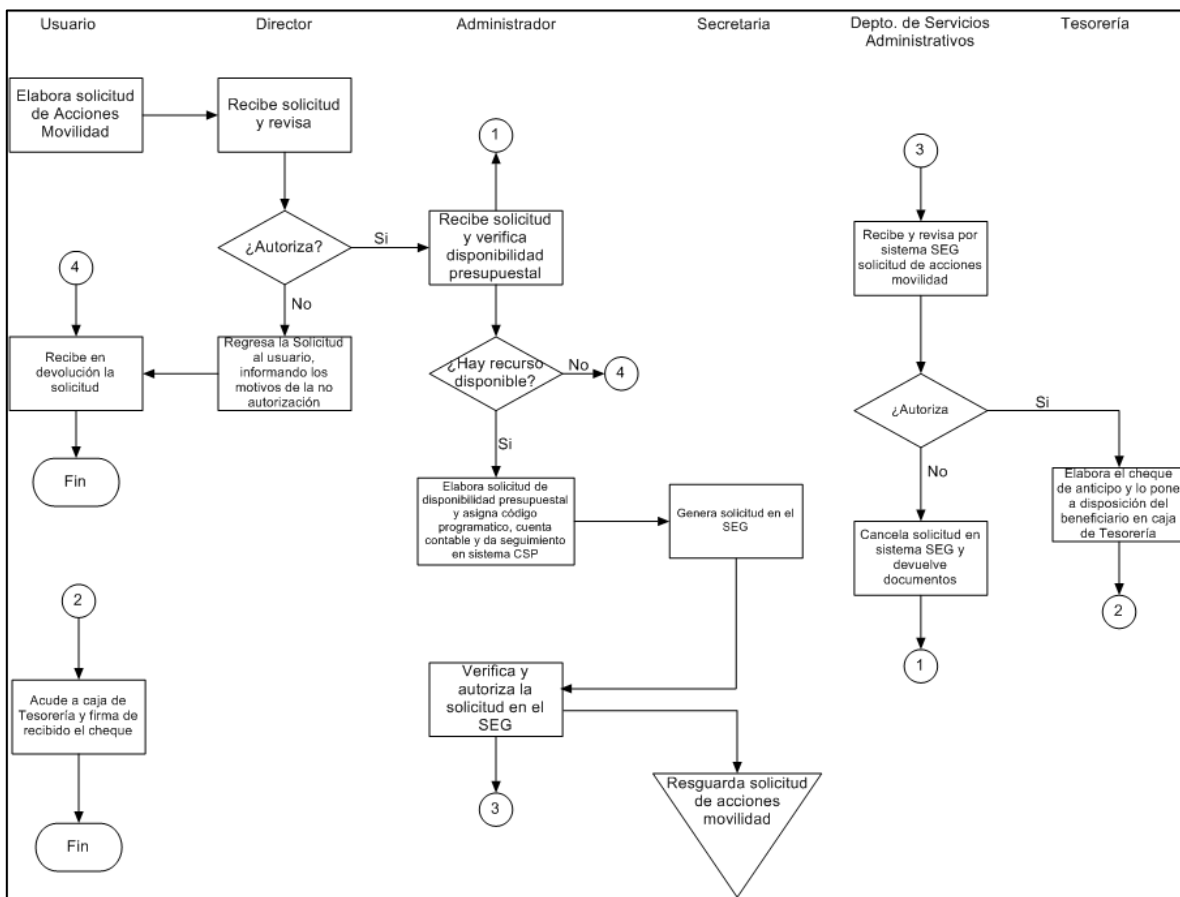 Usuario
Director
Administrador
Secretaria
Depto. de Servicios
Administrativos
Tesorería
Elabora solicitud
de Acciones
Movilidad
Recibe solicitud
y revisa
1
3
¿Autoriza?
Si
Recibe solicitud
y verifica
disponibilidad
presupuestal
Recibe y revisa por
sistema SEG
solicitud de acciones
movilidad
4
No
Recibe en
devolución la
solicitud
Regresa la Solicitud
al usuario,
informando los
motivos de la no
autorización
¿Hay recurso
disponible?
No
4
¿Autoriza
Si
Fin
Si
No
Elabora solicitud de
disponibilidad presupuestal
y asigna código
programatico, cuenta
contable y da seguimiento
en sistema CSP
Genera solicitud en el
SEG
Elabora el cheque
de anticipo y lo pone
a disposición del
beneficiario en caja
de Tesorería
Cancela solicitud en
sistema SEG y
devuelve
documentos
2
2
1
Acude a caja de
Tesorería y firma de
recibido el cheque
Verifica y
autoriza la
solicitud en el
SEG
3
Resguarda solicitud
de acciones
movilidad
Fin